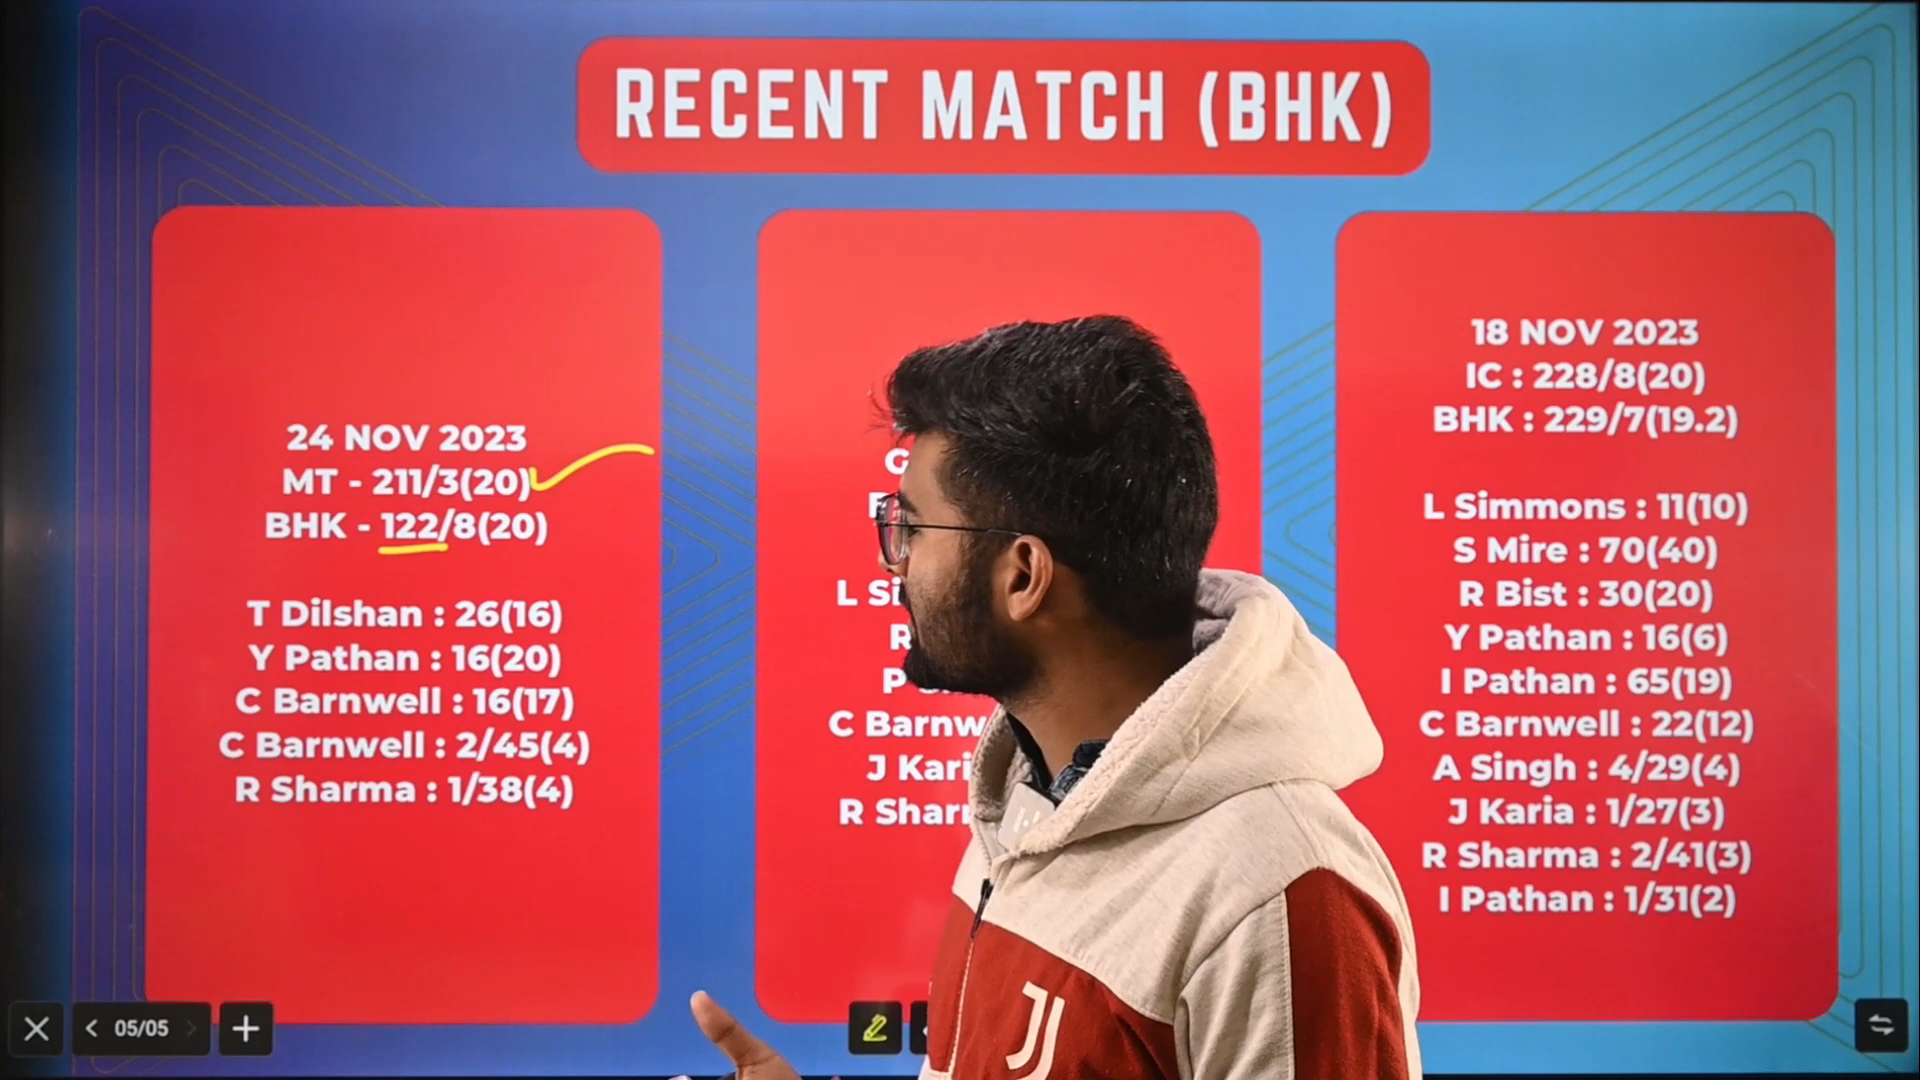 RECENT MATCH (BHK)
24 NOV 2023
MT - 211/3(20)
BHK - 122/8(20)
T Dilshan : 26(16)
Y Pathan : 16(20)
C Barnwell : 16(17)
C Barnwell : 2/45(4)
R Sharma : 1/38(4)
L
R
P
C
J
R
18 NOV 2023
IC : 228/8(20)
BHK : 229/7(19.2)
L Simmons : 11(10)
S Mire : 70(40)
R Bist : 30(20)
Y Pathan : 16(6)
I Pathan : 65(19)
C Barnwell : 22(12)
A Singh : 4/29(4)
J Karia : 1/27(3)
R Sharma : 2/41(3)
I Pathan : 1/31(2)
05/05